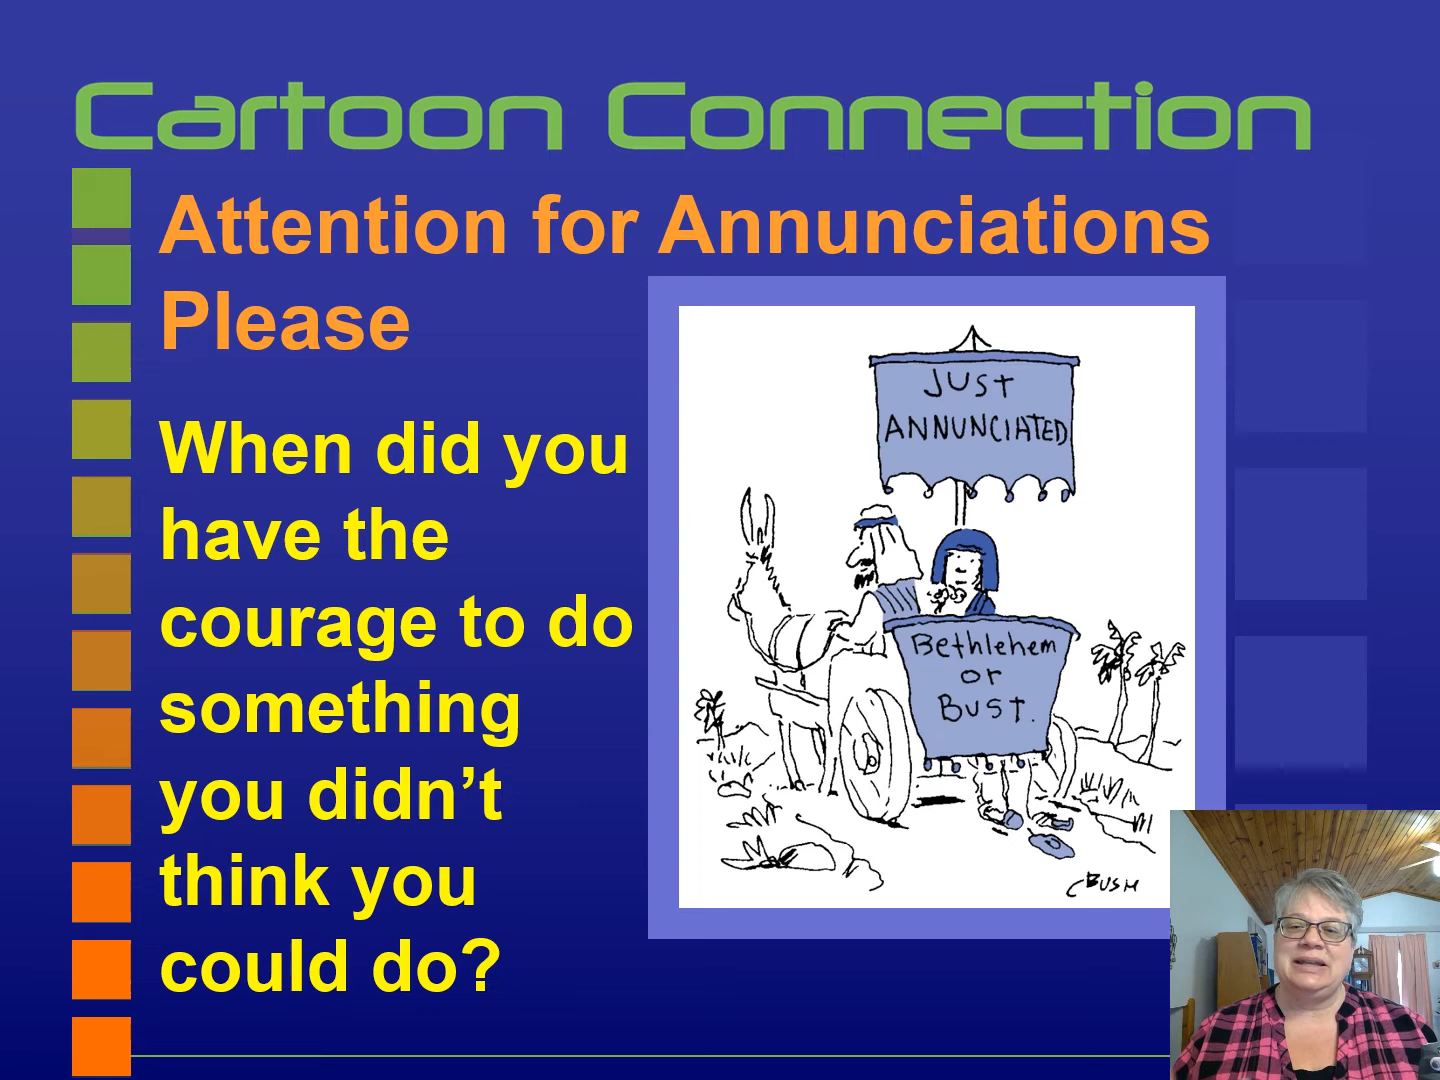 Cartoon Connection
Attention for Annunciations
Please
When did you
have the
courage to do
something
you didn’t
think you
could do?
JUST
ANNUNCIATED
Bethlehem
or
Bust.
CBUSH